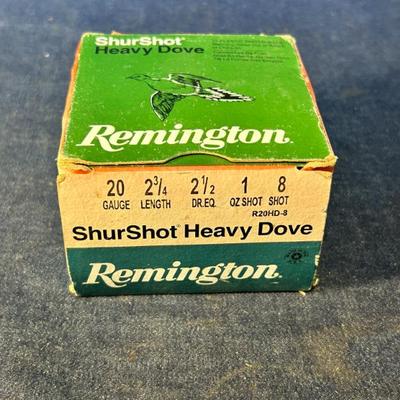 ShurShot Heavy Dove
Remington®
20 2¾ 2½ 1 8
GAUGE LENGTH DR.EQ. OZ SHOT SHOT
R20HD-8
ShurShot® Heavy Dove
Remington®